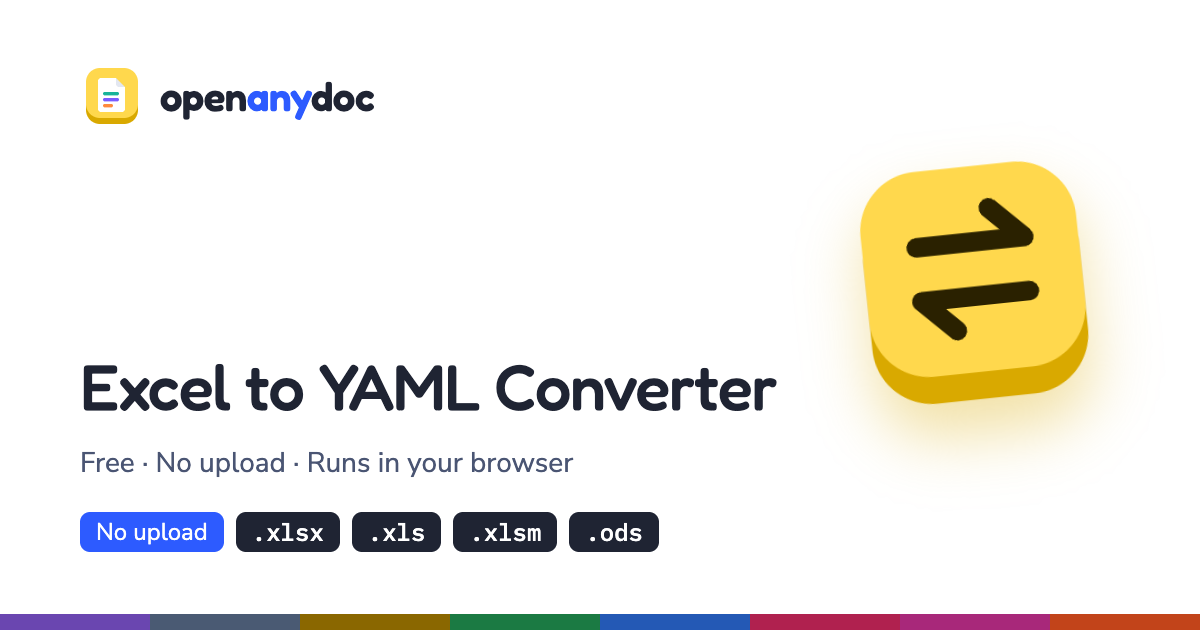 openanydoc
Excel to YAML Converter
Free · No upload · Runs in your browser
No upload .xlsx .xls .xlsm .ods